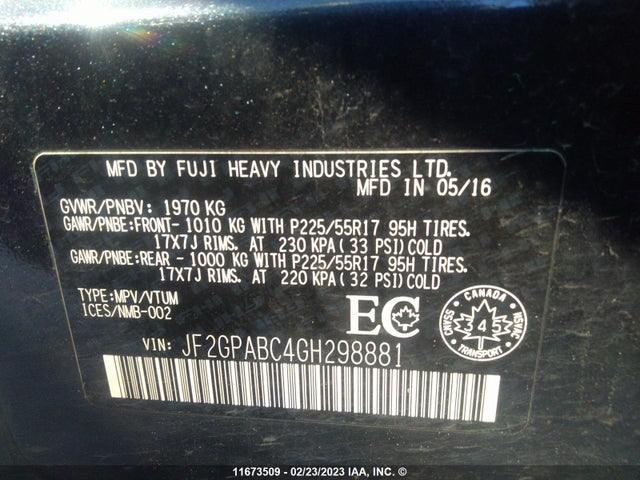 MFD BY FUJI HEAVY INDUSTRIES LTD.
MFD IN 05/16
GVWR/PNBV: 1970 KG
GAWR/PNBE:FRONT- 1010 KG WITH P225/55R17 95H TIRES.
17X7J RIMS. AT 230 KPA ( 33 PSI) COLD
GAWR/PNBE:REAR - 1000 KG WITH P225/55R17 95H TIRES.
17X7J RIMS. AT 220 KPA ( 32 PSI) COLD
TYPE:MPV/VTUM
ICES/NMB-002
EC
CANADA
CMVSS
NSVAC
345
TRANSPORT
VIN: JF2GPABC4GH298881
11673509 - 02/23/2023 IAA, INC. ©